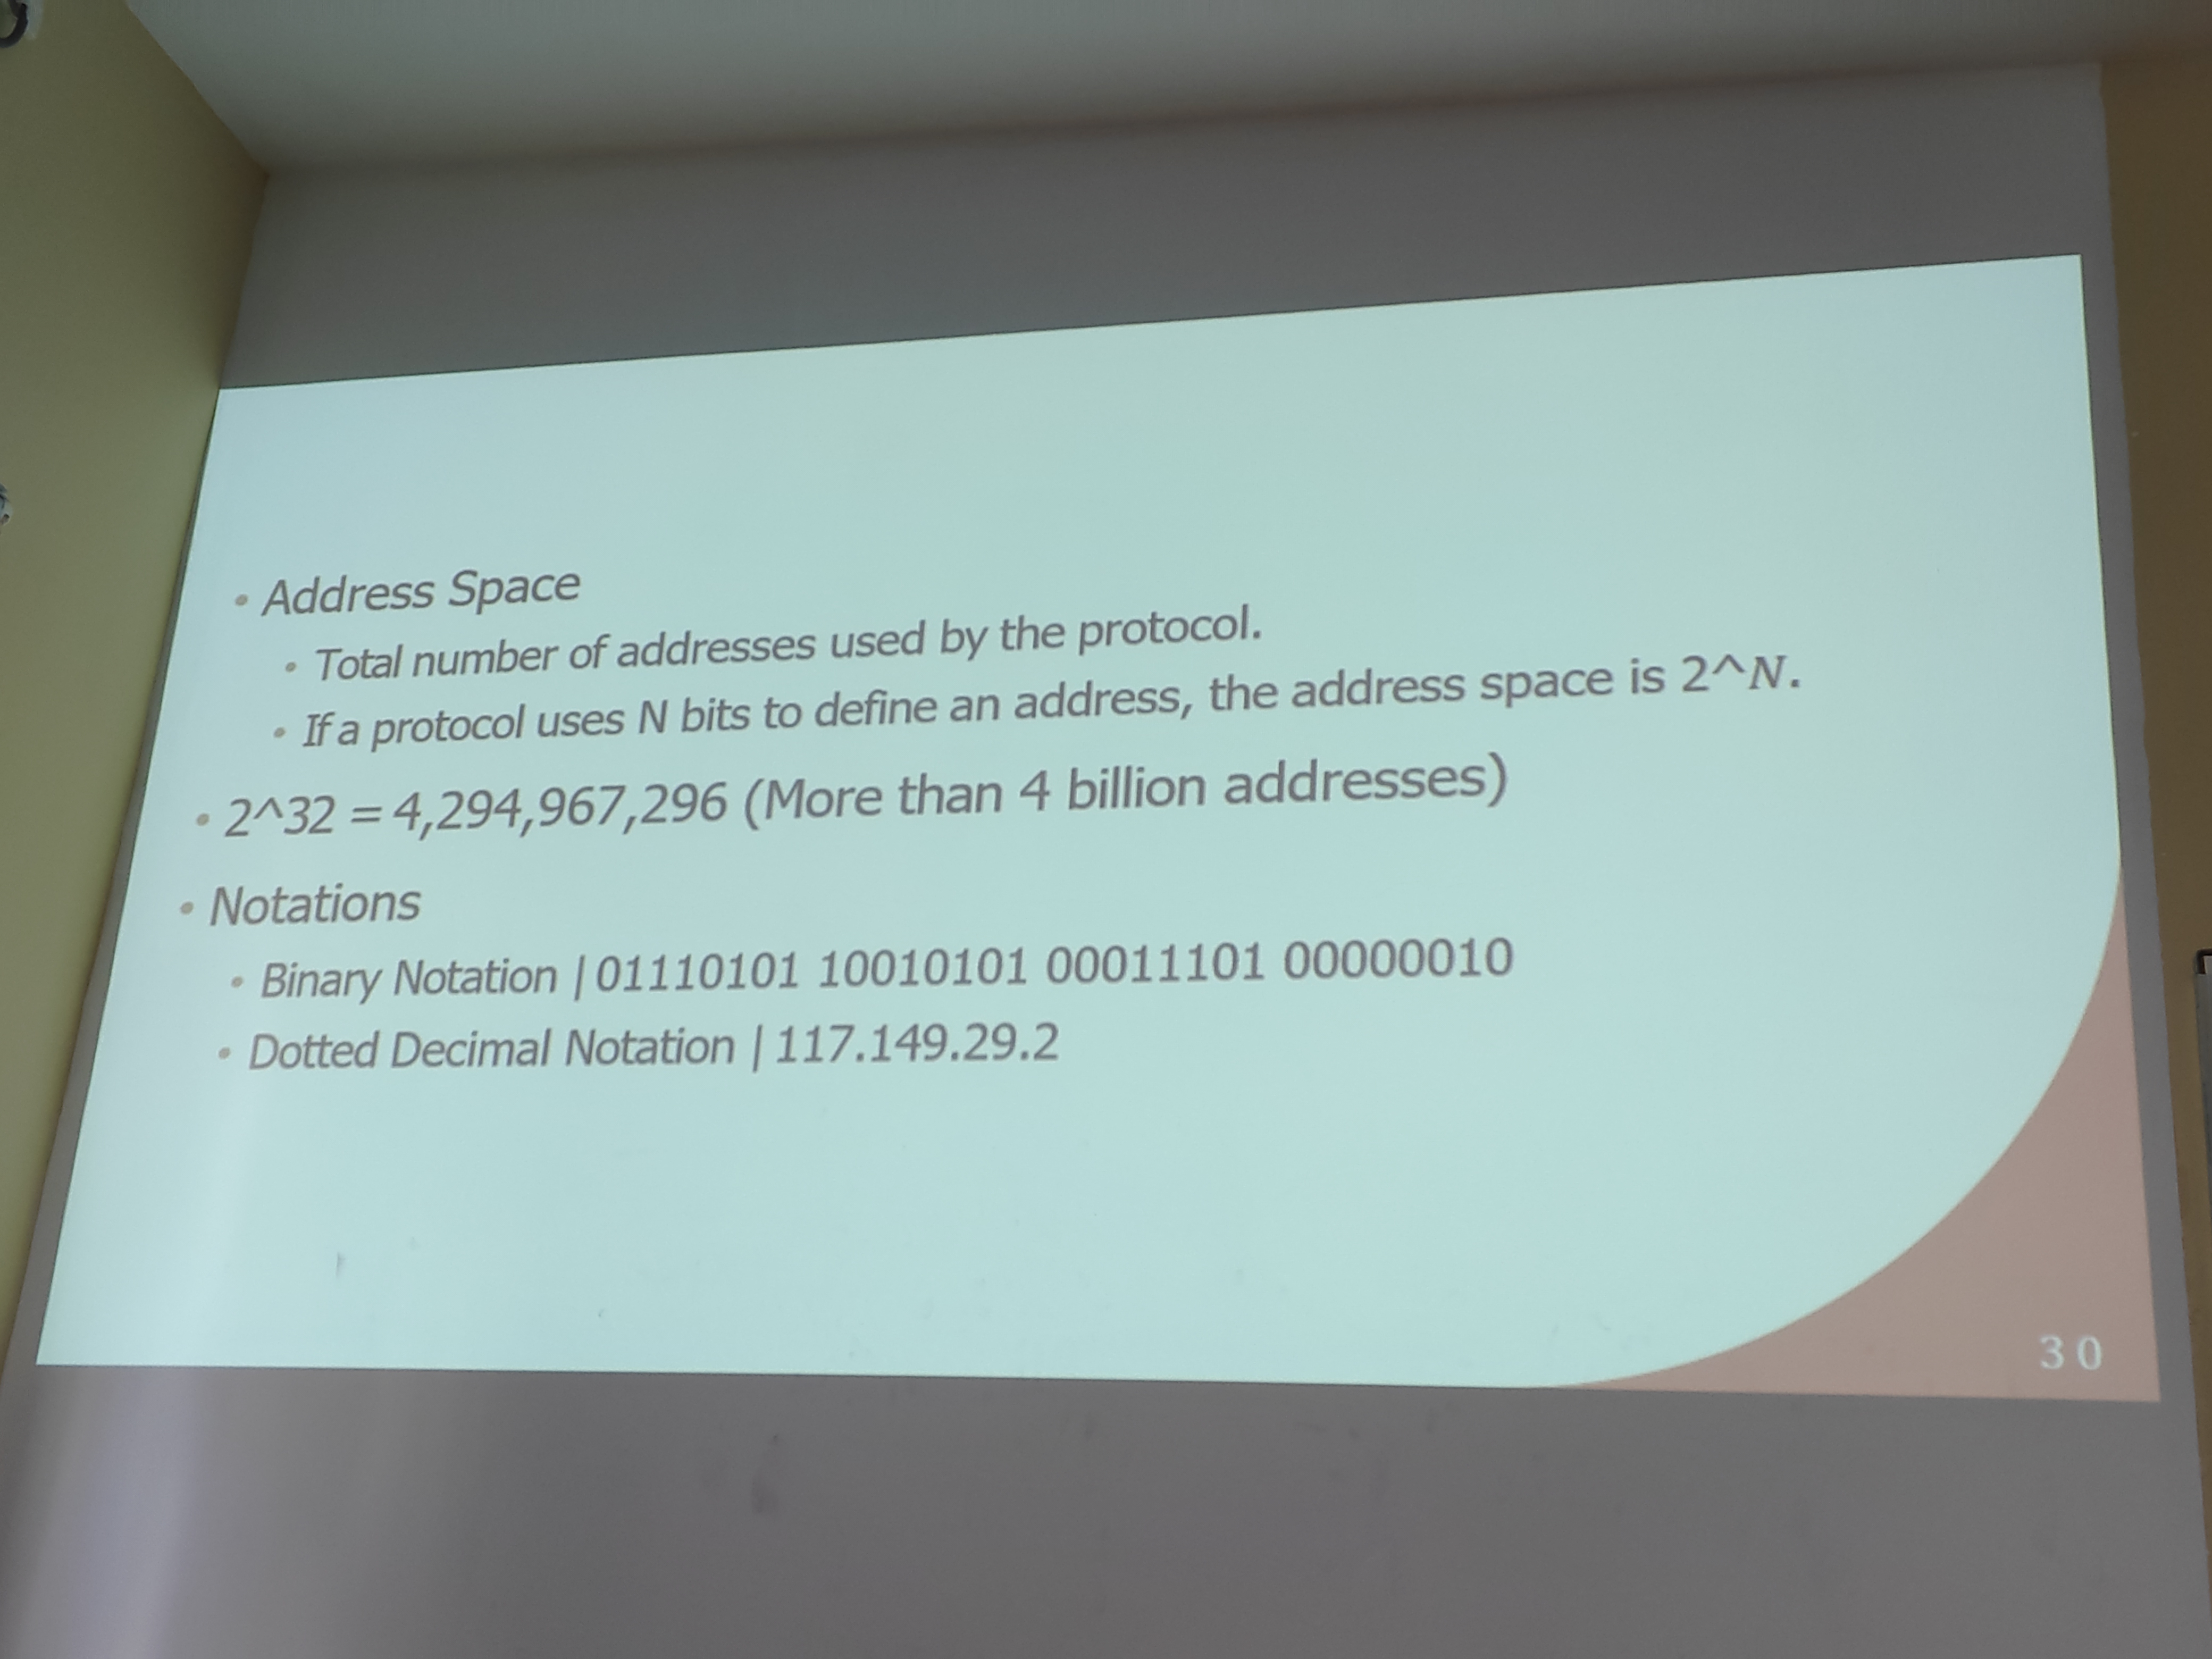 • Address Space
• Total number of addresses used by the protocol.
• If a protocol uses N bits to define an address, the address space is 2^N.
• 2^32 = 4,294,967,296 (More than 4 billion addresses)
• Notations
• Binary Notation | 01110101 10010101 00011101 00000010
• Dotted Decimal Notation | 117.149.29.2
30